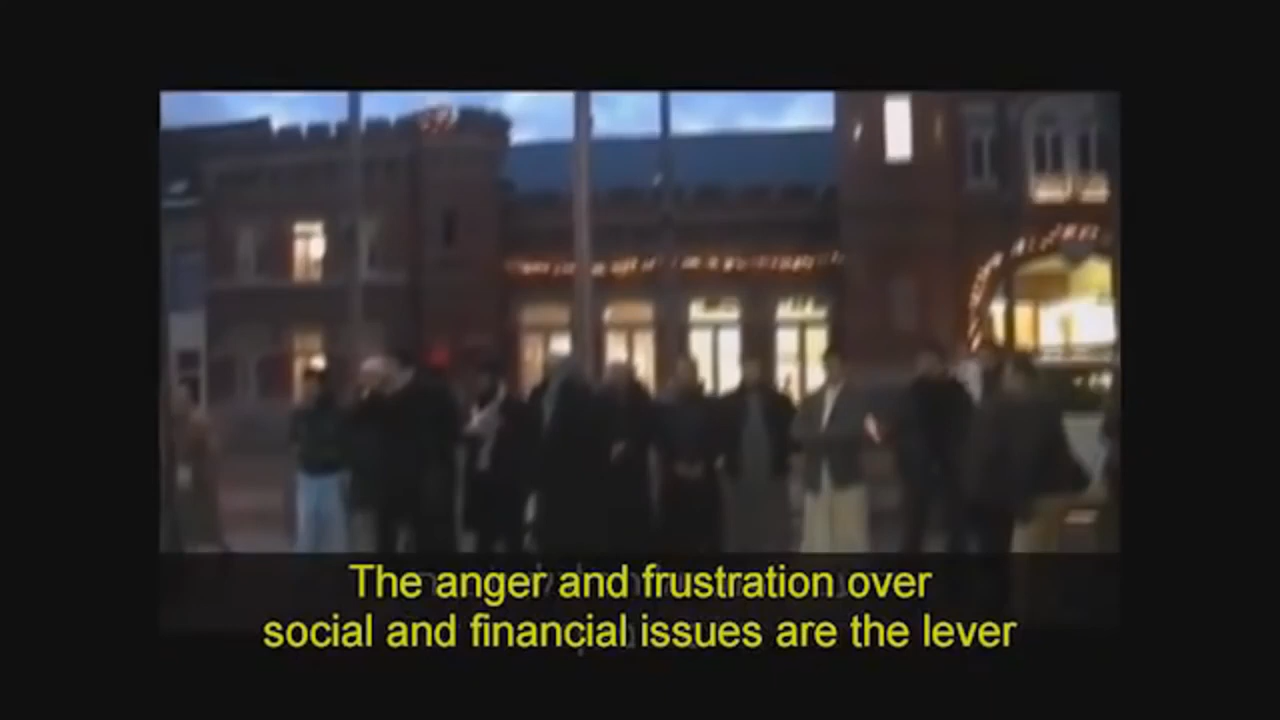 The anger and frustration over
social and financial issues are the lever